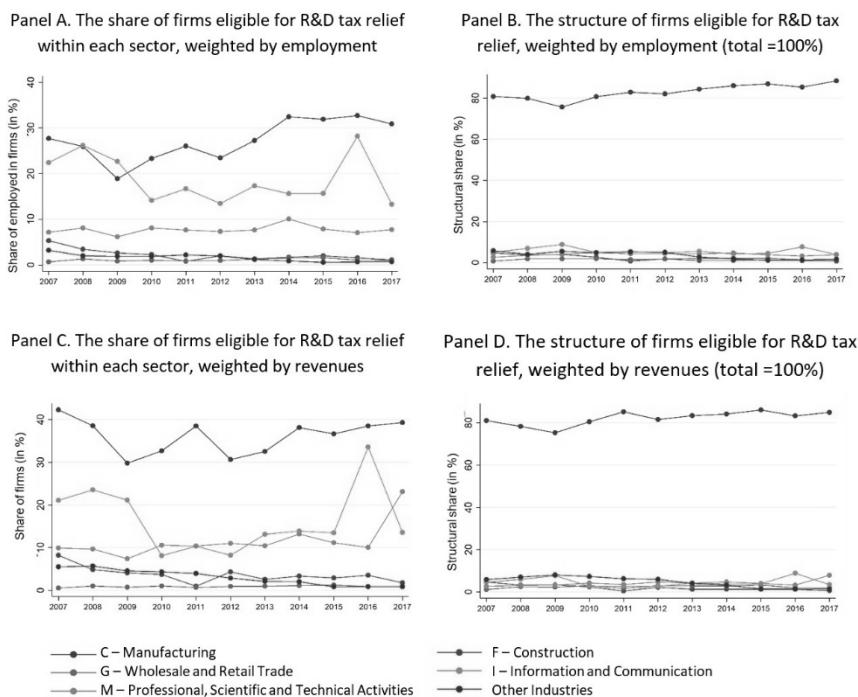 Panel A. The share of firms eligible for R&D tax relief
within each sector, weighted by employment
Panel B. The structure of firms eligible for R&D tax
relief, weighted by employment (total =100%)
Share of employed in firms (in %)
40
30
20
10
0
2007 2008 2009 2010 2011 2012 2013 2014 2015 2016 2017
Structural share (in %)
80
60
40
20
0
2007 2008 2009 2010 2011 2012 2013 2014 2015 2016 2017
Panel C. The share of firms eligible for R&D tax relief
within each sector, weighted by revenues
Panel D. The structure of firms eligible for R&D tax
relief, weighted by revenues (total =100%)
Share of firms (in %)
40
30
20
10
0
2007 2008 2009 2010 2011 2012 2013 2014 2015 2016 2017
Structural share (in %)
80
60
40
20
0
2007 2008 2009 2010 2011 2012 2013 2014 2015 2016 2017
C – Manufacturing
G – Wholesale and Retail Trade
M – Professional, Scientific and Technical Activities
F – Construction
I – Information and Communication
Other Industries